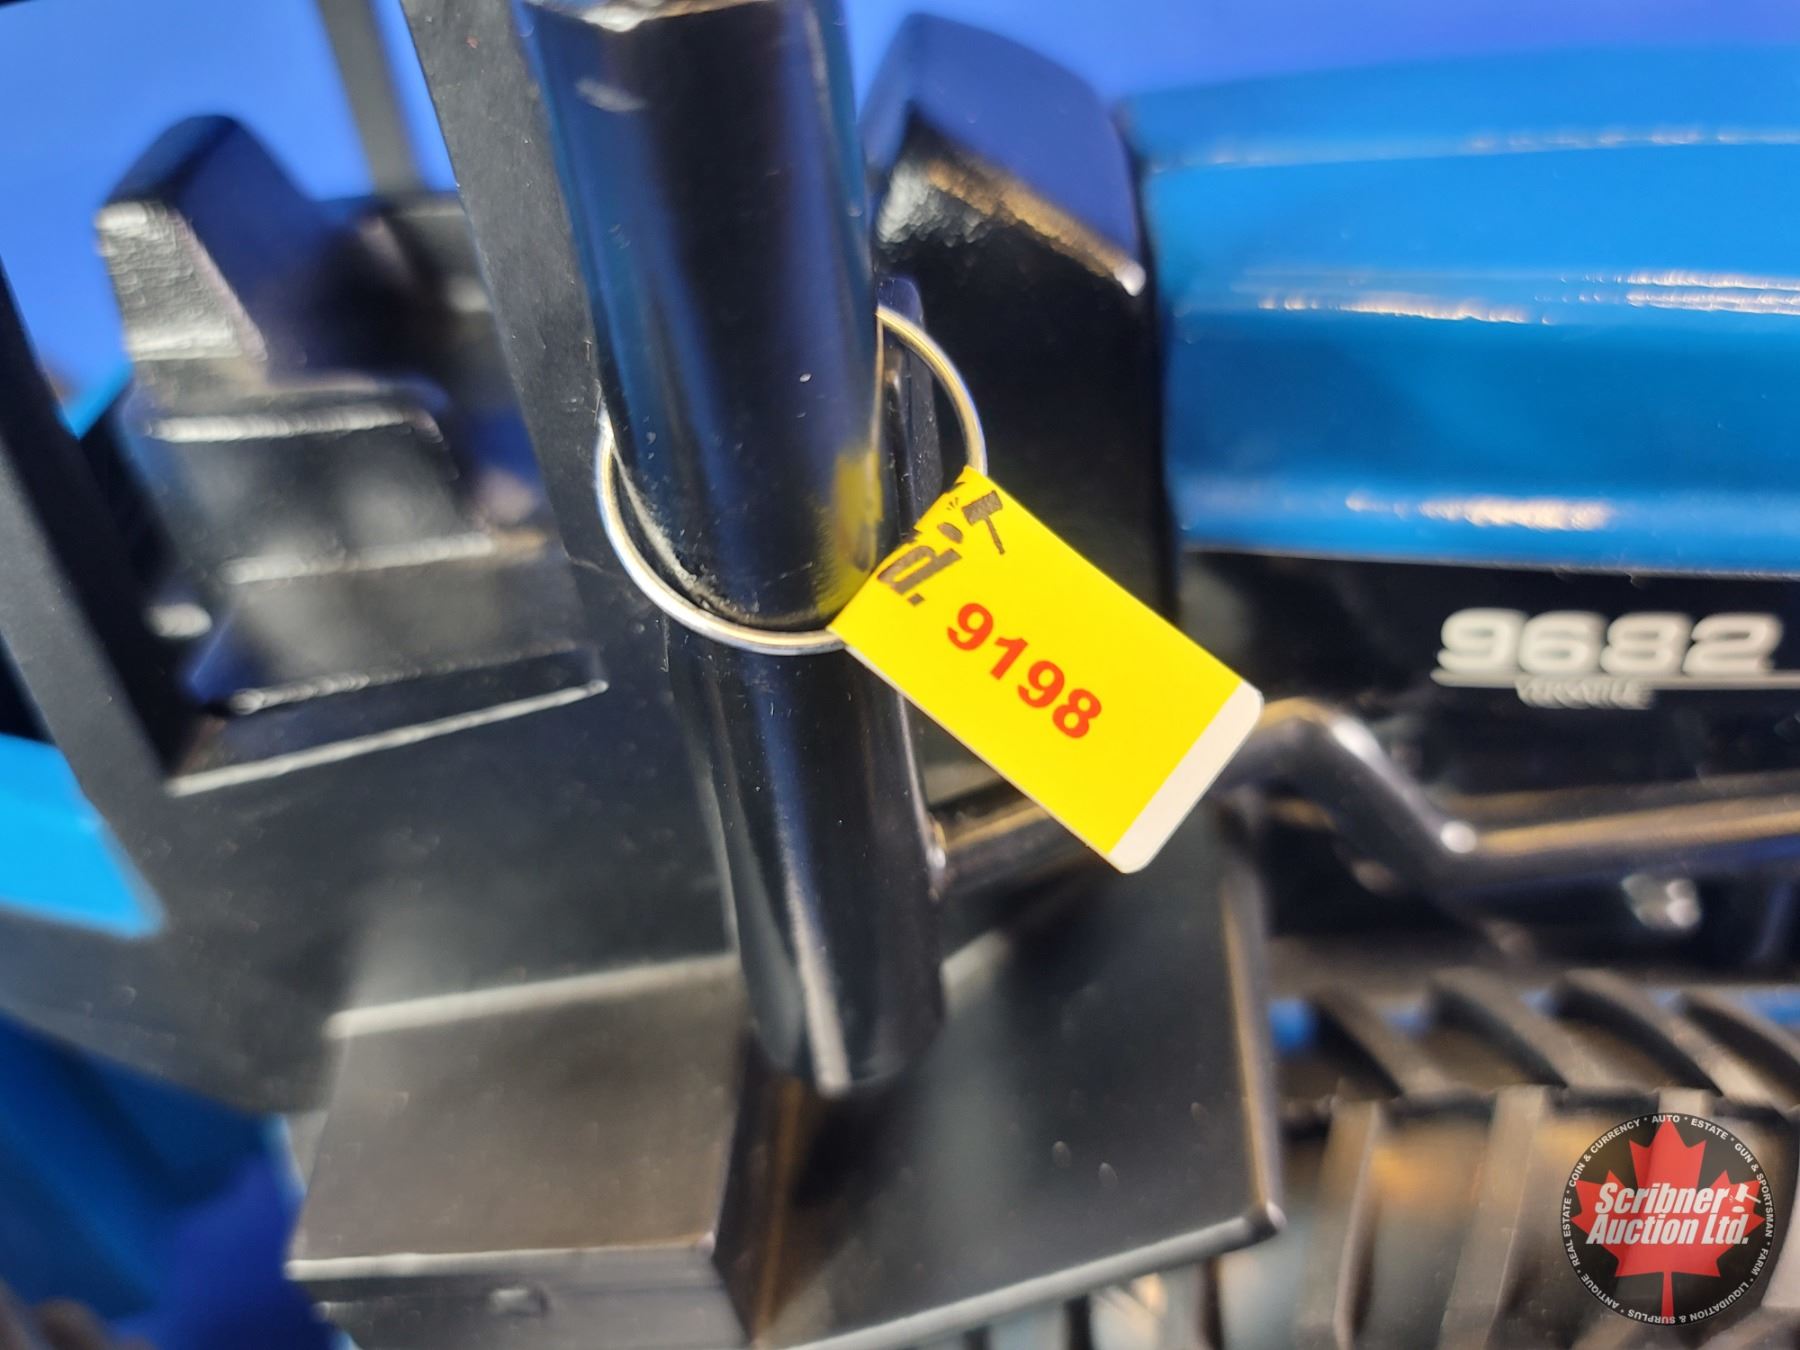 d.
9198
9682
VERSATILE
Scribner
Auction Ltd.
ANTIQUE • REAL ESTATE • COIN & CURRENCY • AUTO • ESTATE • GUN & SPORTSMAN • FARM • LIQUIDATION & SURPLUS